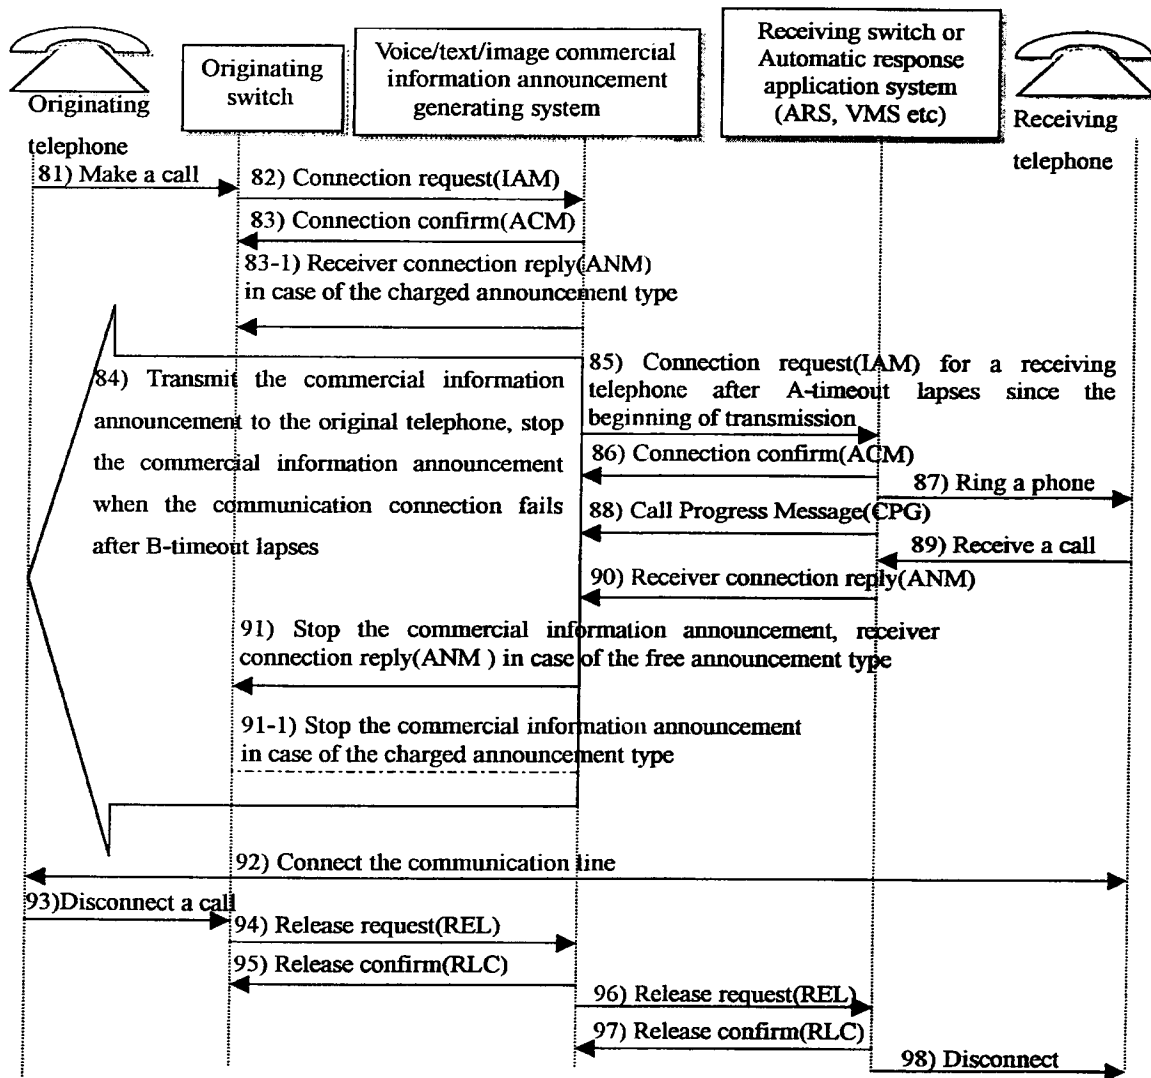 Originating
telephone
Originating
switch
Voice/text/image commercial
information announcement
generating system
Receiving switch or
Automatic response
application system
(ARS, VMS etc)
Receiving
telephone
81) Make a call
82) Connection request(IAM)
83) Connection confirm(ACM)
83-1) Receiver connection reply(ANM)
in case of the charged announcement type
84) Transmit the commercial information
announcement to the original telephone, stop
the commercial information announcement
when the communication connection fails
after B-timeout lapses
85) Connection request(IAM) for a receiving
telephone after A-timeout lapses since the
beginning of transmission
86) Connection confirm(ACM)
87) Ring a phone
88) Call Progress Message(CPG)
89) Receive a call
90) Receiver connection reply(ANM)
91) Stop the commercial information announcement, receiver
connection reply(ANM ) in case of the free announcement type
91-1) Stop the commercial information announcement
in case of the charged announcement type
92) Connect the communication line
93)Disconnect a call
94) Release request(REL)
95) Release confirm(RLC)
96) Release request(REL)
97) Release confirm(RLC)
98) Disconnect